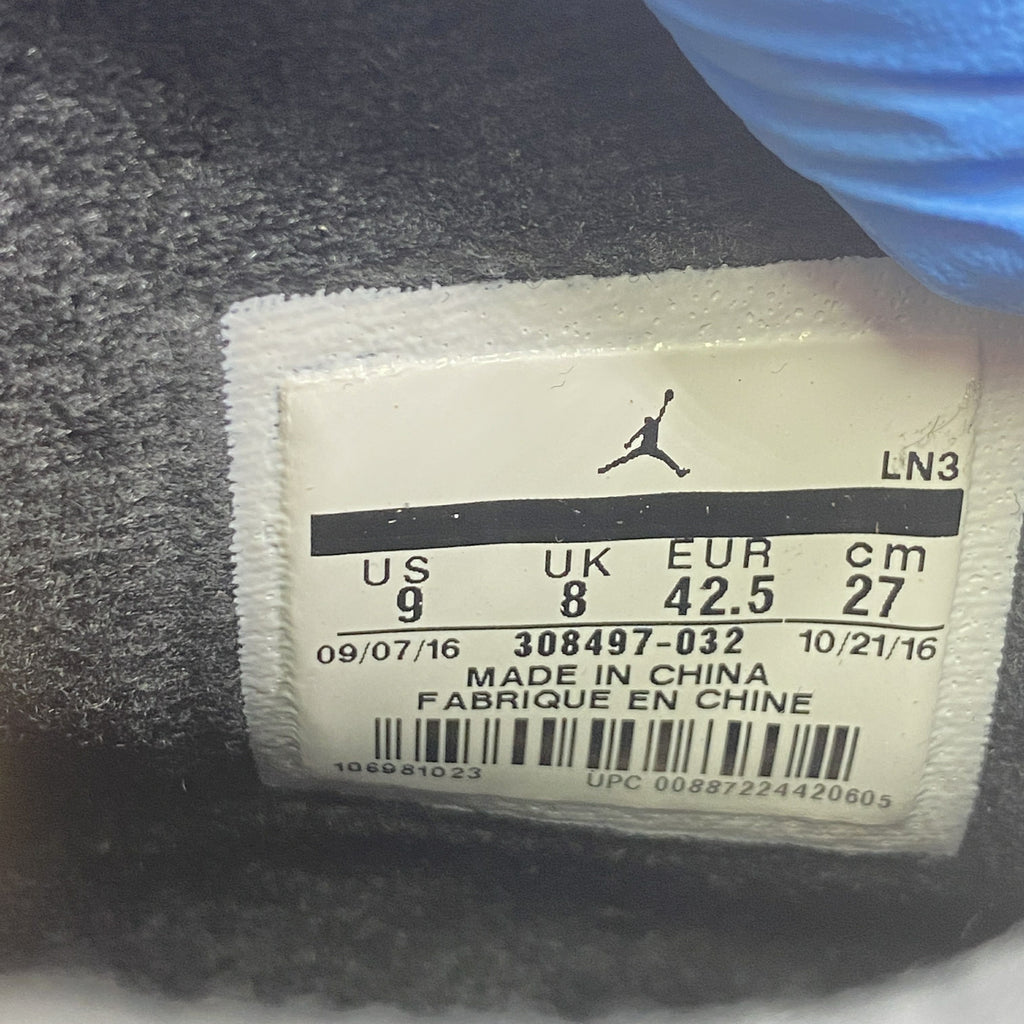 LN3
US UK EUR cm
9 8 42.5 27
09/07/16 308497-032 10/21/16
MADE IN CHINA
FABRIQUE EN CHINE
106981023 UPC 00887224420605